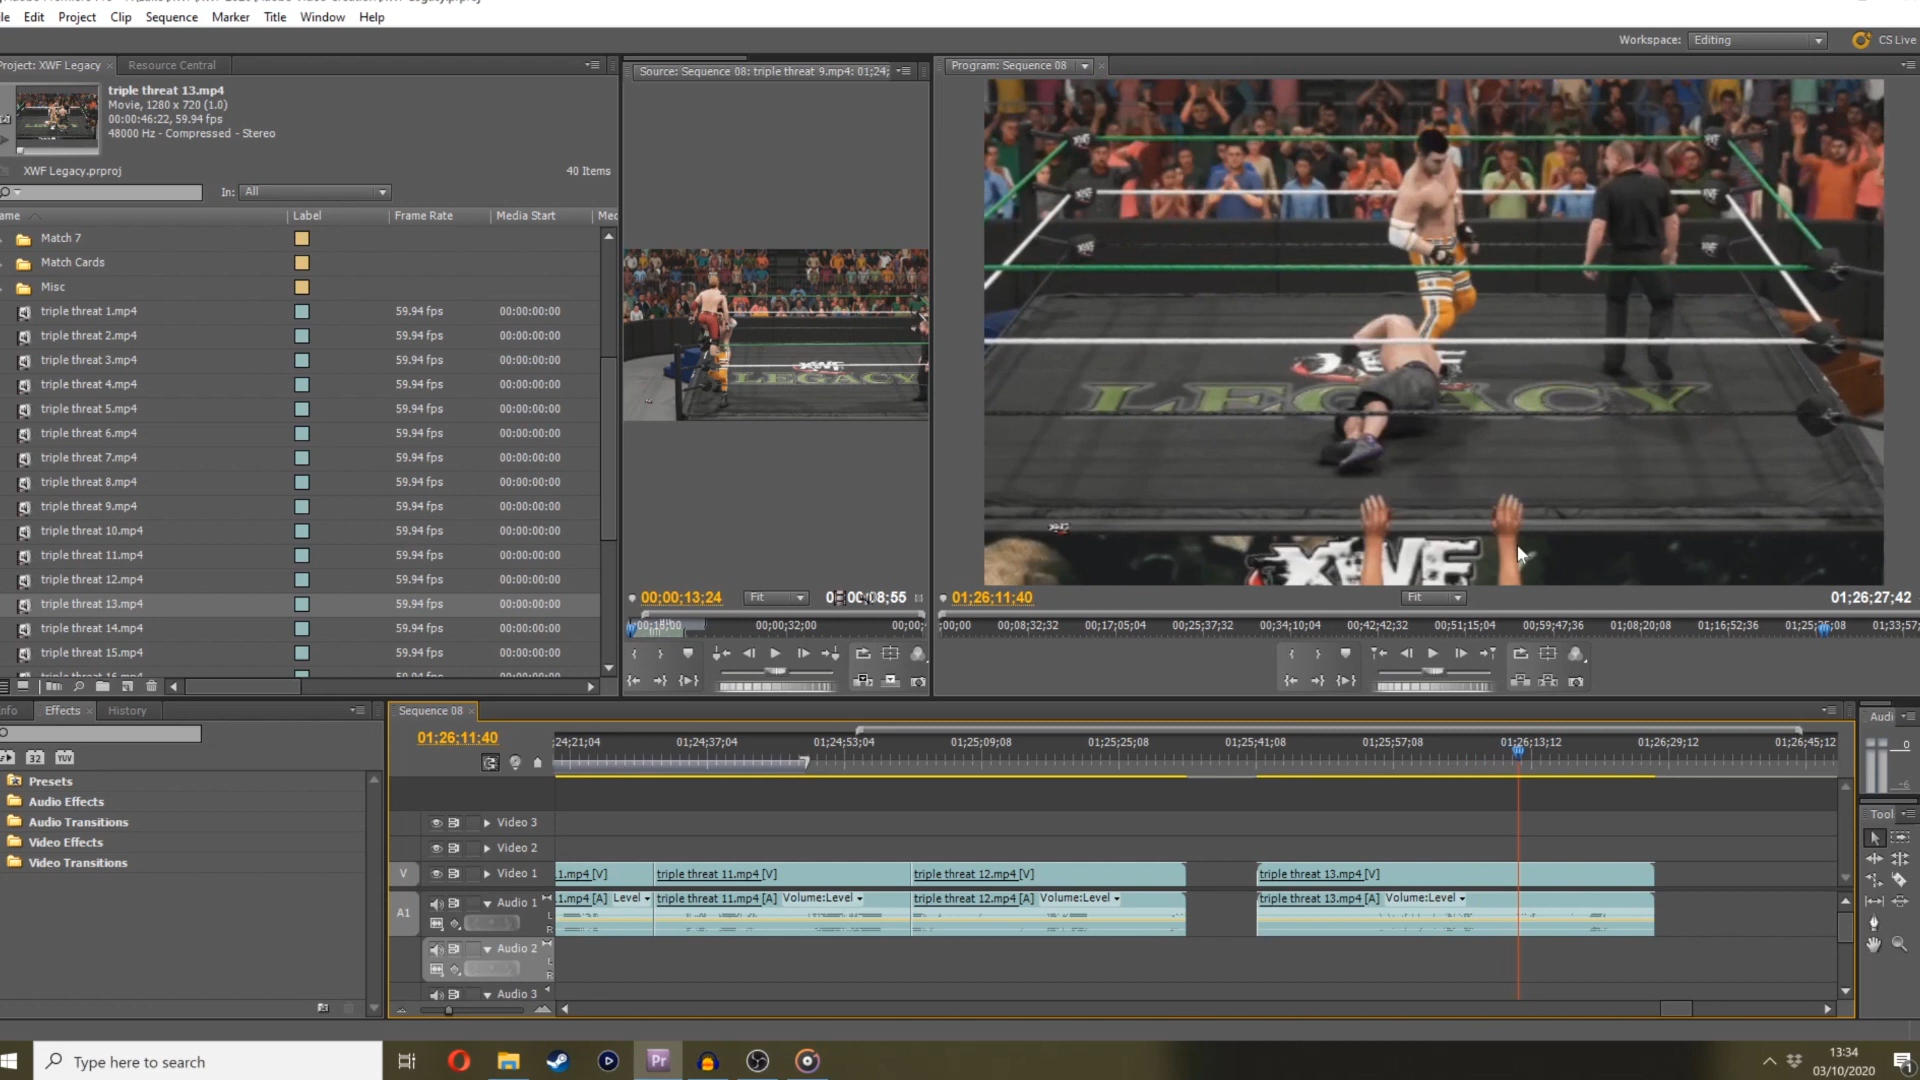 Edit Project Clip Sequence Marker Title Window Help
Workspace: Editing CS Live
Project: XWF Legacy Resource Central
triple threat 13.mp4
Movie, 1280 x 720 (1.0)
00:00:46:22, 59.94 fps
48000 Hz - Compressed - Stereo
XWF Legacy.prproj 40 Items
In: All
Label Frame Rate Media Start
Match 7
Match Cards
Misc
triple threat 1.mp4 59.94 fps 00:00:00:00
triple threat 2.mp4 59.94 fps 00:00:00:00
triple threat 3.mp4 59.94 fps 00:00:00:00
triple threat 4.mp4 59.94 fps 00:00:00:00
triple threat 5.mp4 59.94 fps 00:00:00:00
triple threat 6.mp4 59.94 fps 00:00:00:00
triple threat 7.mp4 59.94 fps 00:00:00:00
triple threat 8.mp4 59.94 fps 00:00:00:00
triple threat 9.mp4 59.94 fps 00:00:00:00
triple threat 10.mp4 59.94 fps 00:00:00:00
triple threat 11.mp4 59.94 fps 00:00:00:00
triple threat 12.mp4 59.94 fps 00:00:00:00
triple threat 13.mp4 59.94 fps 00:00:00:00
triple threat 14.mp4 59.94 fps 00:00:00:00
triple threat 15.mp4 59.94 fps 00:00:00:00
Source: Sequence 08: triple threat 9.mp4: 01;24;
LEGACY
00;00;13;24 Fit
00;00;32;00
Program: Sequence 08
LEGACY
XWF
01;26;11;40 Fit 01;26;27;42
;00;00 00;08;32;32 00;17;05;04 00;25;37;32 00;34;10;04 00;42;42;32 00;51;15;04 00;59;47;36 01;08;20;08 01;16;52;36 01;33;57;
Effects History
32 YUV
Presets
Audio Effects
Audio Transitions
Video Effects
Video Transitions
Sequence 08
01;26;11;40
;24;21;04 01;24;37;04 01;24;53;04 01;25;09;08 01;25;25;08 01;25;41;08 01;25;57;08 01;26;13;12 01;26;29;12 01;26;45;12
Video 3
Video 2
V Video 1 1.mp4 [V] triple threat 11.mp4 [V] triple threat 12.mp4 [V] triple threat 13.mp4 [V]
A1 Audio 1 1.mp4 [A] Level triple threat 11.mp4 [A] Volume:Level triple threat 12.mp4 [A] Volume:Level triple threat 13.mp4 [A] Volume:Level
L
R
Audio 2
L
R
Audio 3
Audi
0
-6
Tool
Type here to search
Pr
13:34
03/10/2020
1